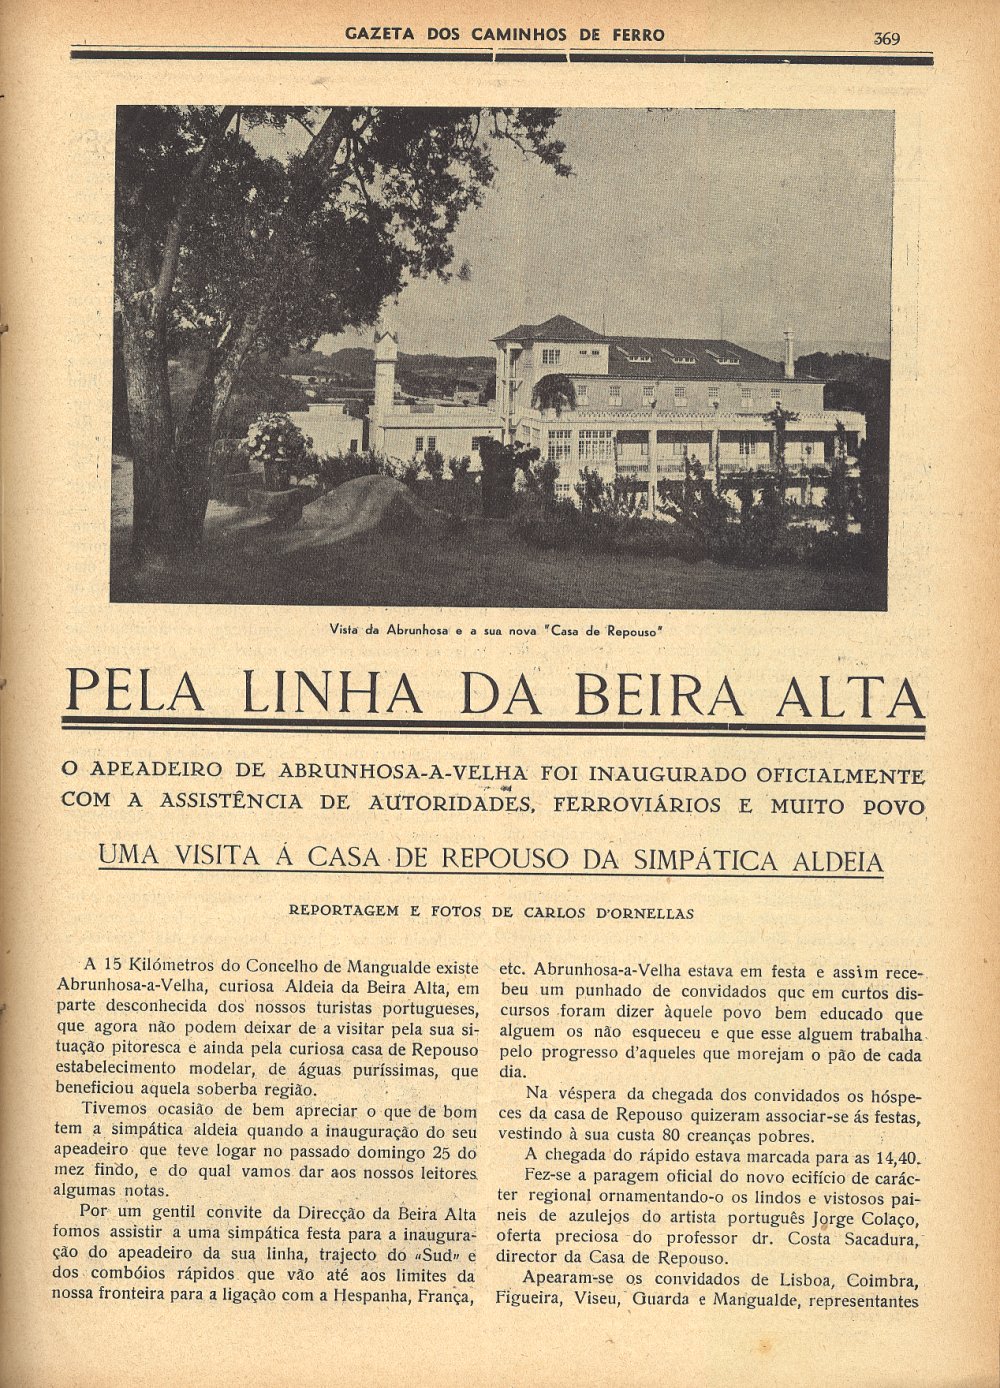 GAZETA DOS CAMINHOS DE FERRO
369
Vista da Abrunhosa e a sua nova "Casa de Repouso"
PELA LINHA DA BEIRA ALTA
O APEADEIRO DE ABRUNHOSA-A-VELHA FOI INAUGURADO OFICIALMENTE
COM A ASSISTÊNCIA DE AUTORIDADES, FERROVIÁRIOS E MUITO POVO
UMA VISITA Á CASA DE REPOUSO DA SIMPÁTICA ALDEIA
REPORTAGEM E FOTOS DE CARLOS D'ORNELLAS
A 15 Kilómetros do Concelho de Mangualde existe
Abrunhosa-a-Velha, curiosa Aldeia da Beira Alta, em
parte desconhecida dos nossos turistas portugueses,
que agora não podem deixar de a visitar pela sua si-
tuação pitoresca e ainda pela curiosa casa de Repouso
estabelecimento modelar, de águas puríssimas, que
beneficiou aquela soberba região.
Tivemos ocasião de bem apreciar o que de bom
tem a simpática aldeia quando a inauguração do seu
apeadeiro que teve logar no passado domingo 25 do
mez findo, e do qual vamos dar aos nossos leitores
algumas notas.
Por um gentil convite da Direcção da Beira Alta
fomos assistir a uma simpática festa para a inaugura-
ção do apeadeiro da sua linha, trajecto do «Sud» e
dos combóios rápidos que vão até aos limites da
nossa fronteira para a ligação com a Hespanha, França,
etc. Abrunhosa-a-Velha estava em festa e assim rece-
beu um punhado de convidados quc em curtos dis-
cursos foram dizer àquele povo bem educado que
alguem os não esqueceu e que esse alguem trabalha
pelo progresso d'aqueles que morejam o pão de cada
dia.
Na véspera da chegada dos convidados os hóspe-
ces da casa de Repouso quizeram associar-se ás festas,
vestindo à sua custa 80 creanças pobres.
A chegada do rápido estava marcada para as 14,40.
Fez-se a paragem oficial do novo ecifício de carác-
ter regional ornamentando-o os lindos e vistosos pai-
neis de azulejos do artista português Jorge Colaço,
oferta preciosa do professor dr. Costa Sacadura,
director da Casa de Repouso.
Apearam-se os convidados de Lisboa, Coimbra,
Figueira, Viseu, Guarda e Mangualde, representantes